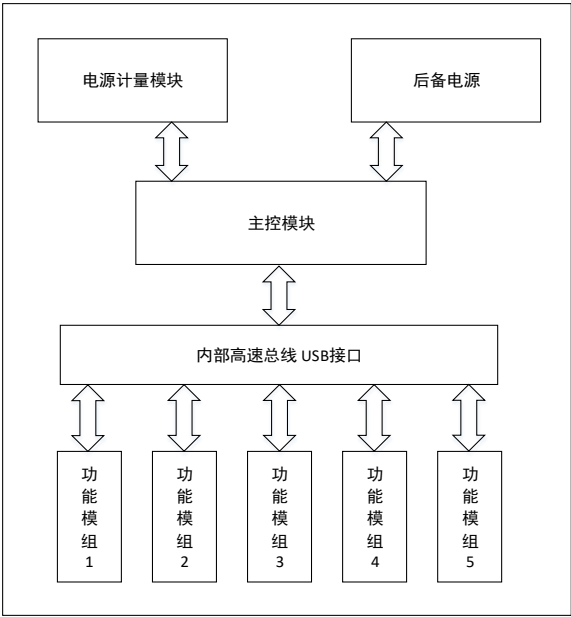 电源计量模块
后备电源
主控模块
内部高速总线 USB接口
功能模组1
功能模组2
功能模组3
功能模组4
功能模组5